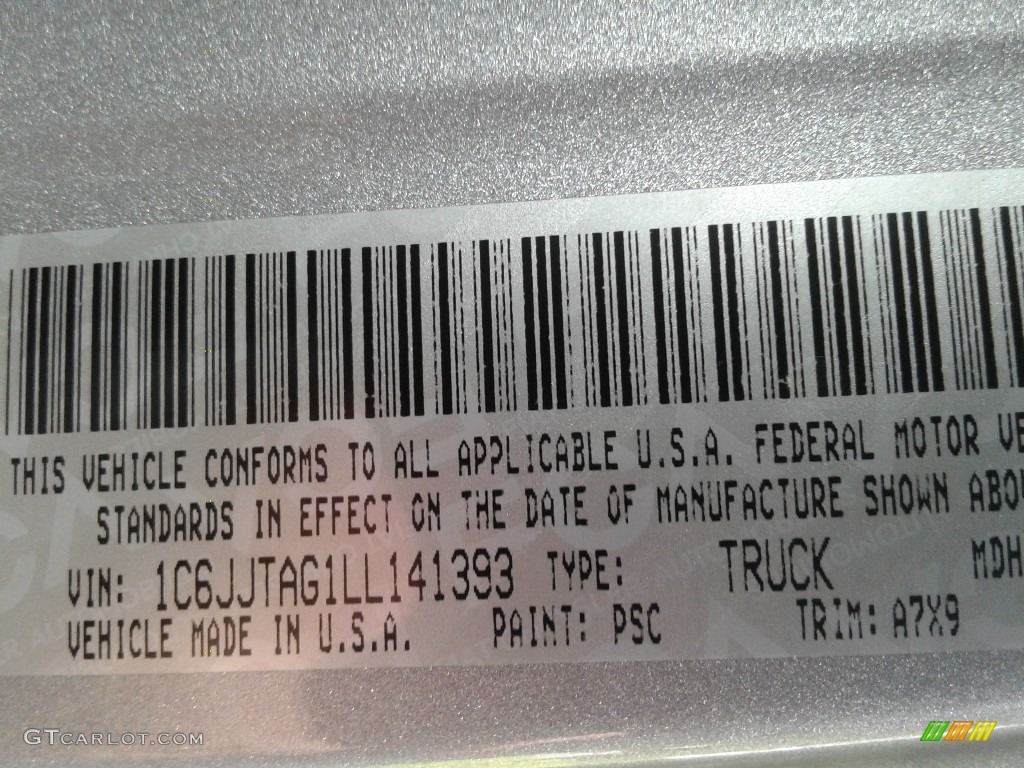 THIS VEHICLE CONFORMS TO ALL APPLICABLE U.S.A. FEDERAL MOTOR VE
STANDARDS IN EFFECT ON THE DATE OF MANUFACTURE SHOWN ABO
VIN: 1C6JJTAG1LL141393 TYPE: TRUCK MDH
VEHICLE MADE IN U.S.A. PAINT: PSC TRIM: A7X9
GTCARLOT.COM